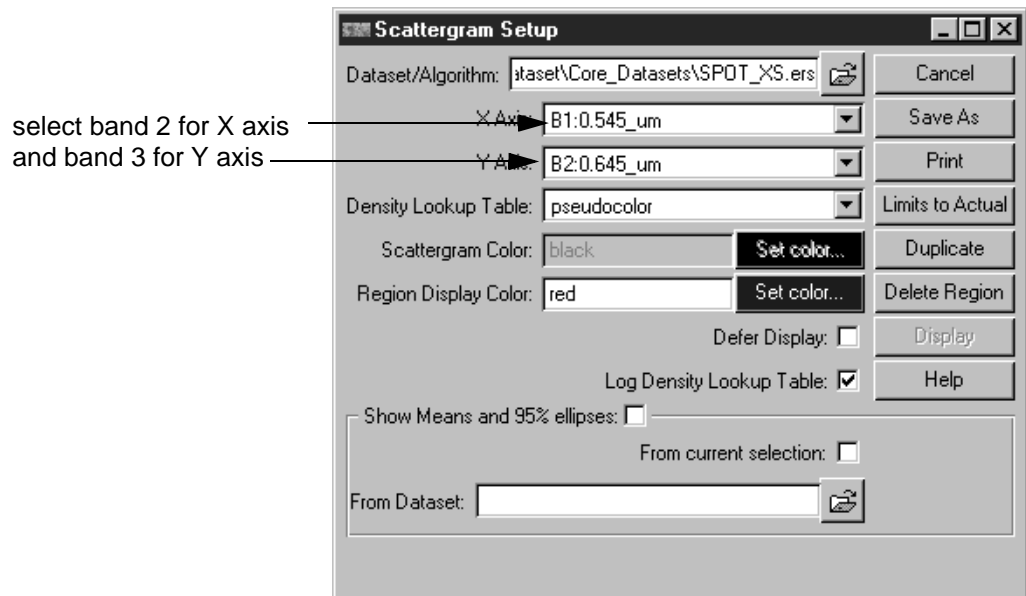 Scattergram Setup
Dataset/Algorithm: ataset\Core_Datasets\SPOT_XS.ers Cancel
select band 2 for X axis X Axis: B1:0.545_um Save As
and band 3 for Y axis Y Axis: B2:0.645_um Print
Density Lookup Table: pseudocolor Limits to Actual
Scattergram Color: black Set color... Duplicate
Region Display Color: red Set color... Delete Region
Defer Display: Display
Log Density Lookup Table: Help
Show Means and 95% ellipses:
From current selection:
From Dataset: